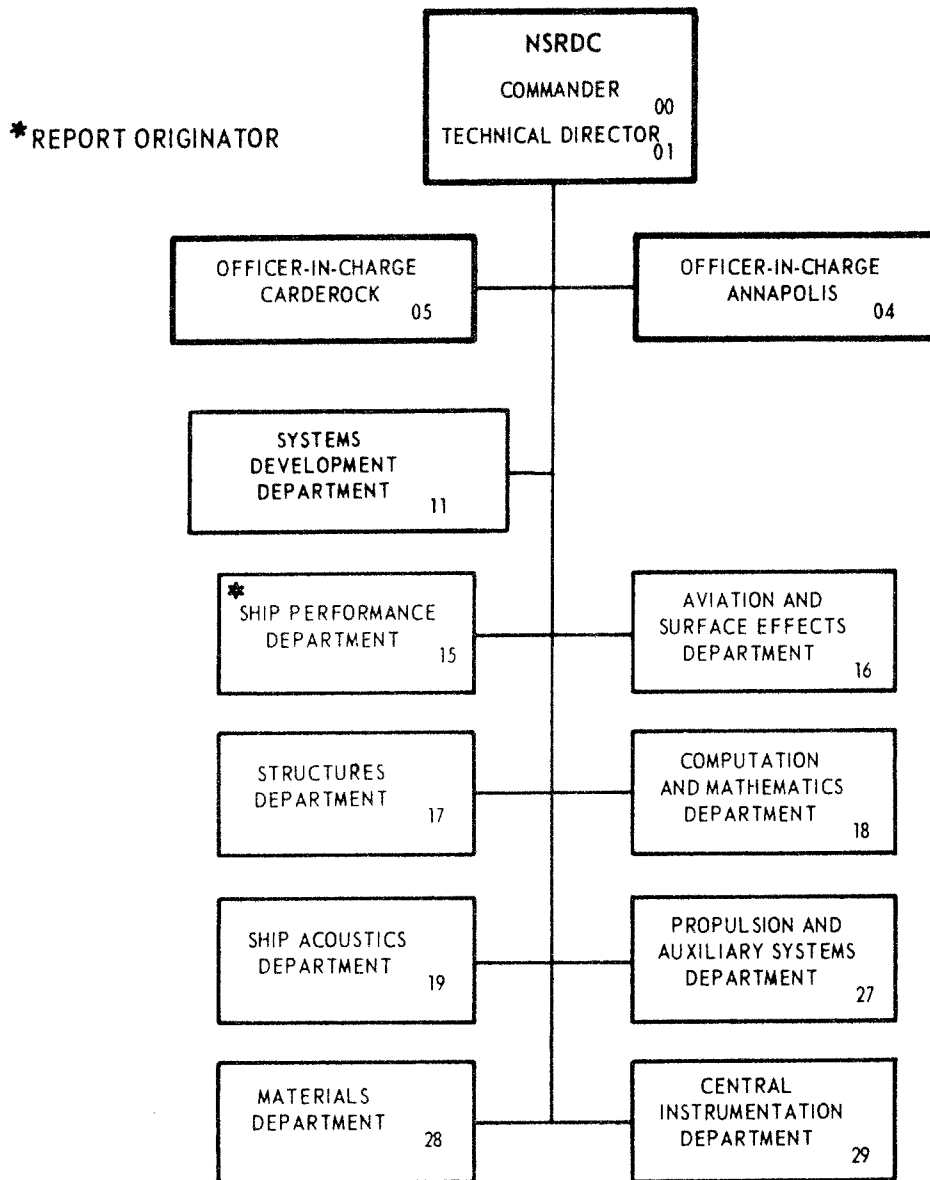 NSRDC
COMMANDER
00
TECHNICAL DIRECTOR
01
*REPORT ORIGINATOR
OFFICER-IN-CHARGE
CARDEROCK
05
OFFICER-IN-CHARGE
ANNAPOLIS
04
SYSTEMS
DEVELOPMENT
DEPARTMENT
11
*
SHIP PERFORMANCE
DEPARTMENT
15
AVIATION AND
SURFACE EFFECTS
DEPARTMENT
16
STRUCTURES
DEPARTMENT
17
COMPUTATION
AND MATHEMATICS
DEPARTMENT
18
SHIP ACOUSTICS
DEPARTMENT
19
PROPULSION AND
AUXILIARY SYSTEMS
DEPARTMENT
27
MATERIALS
DEPARTMENT
28
CENTRAL
INSTRUMENTATION
DEPARTMENT
29